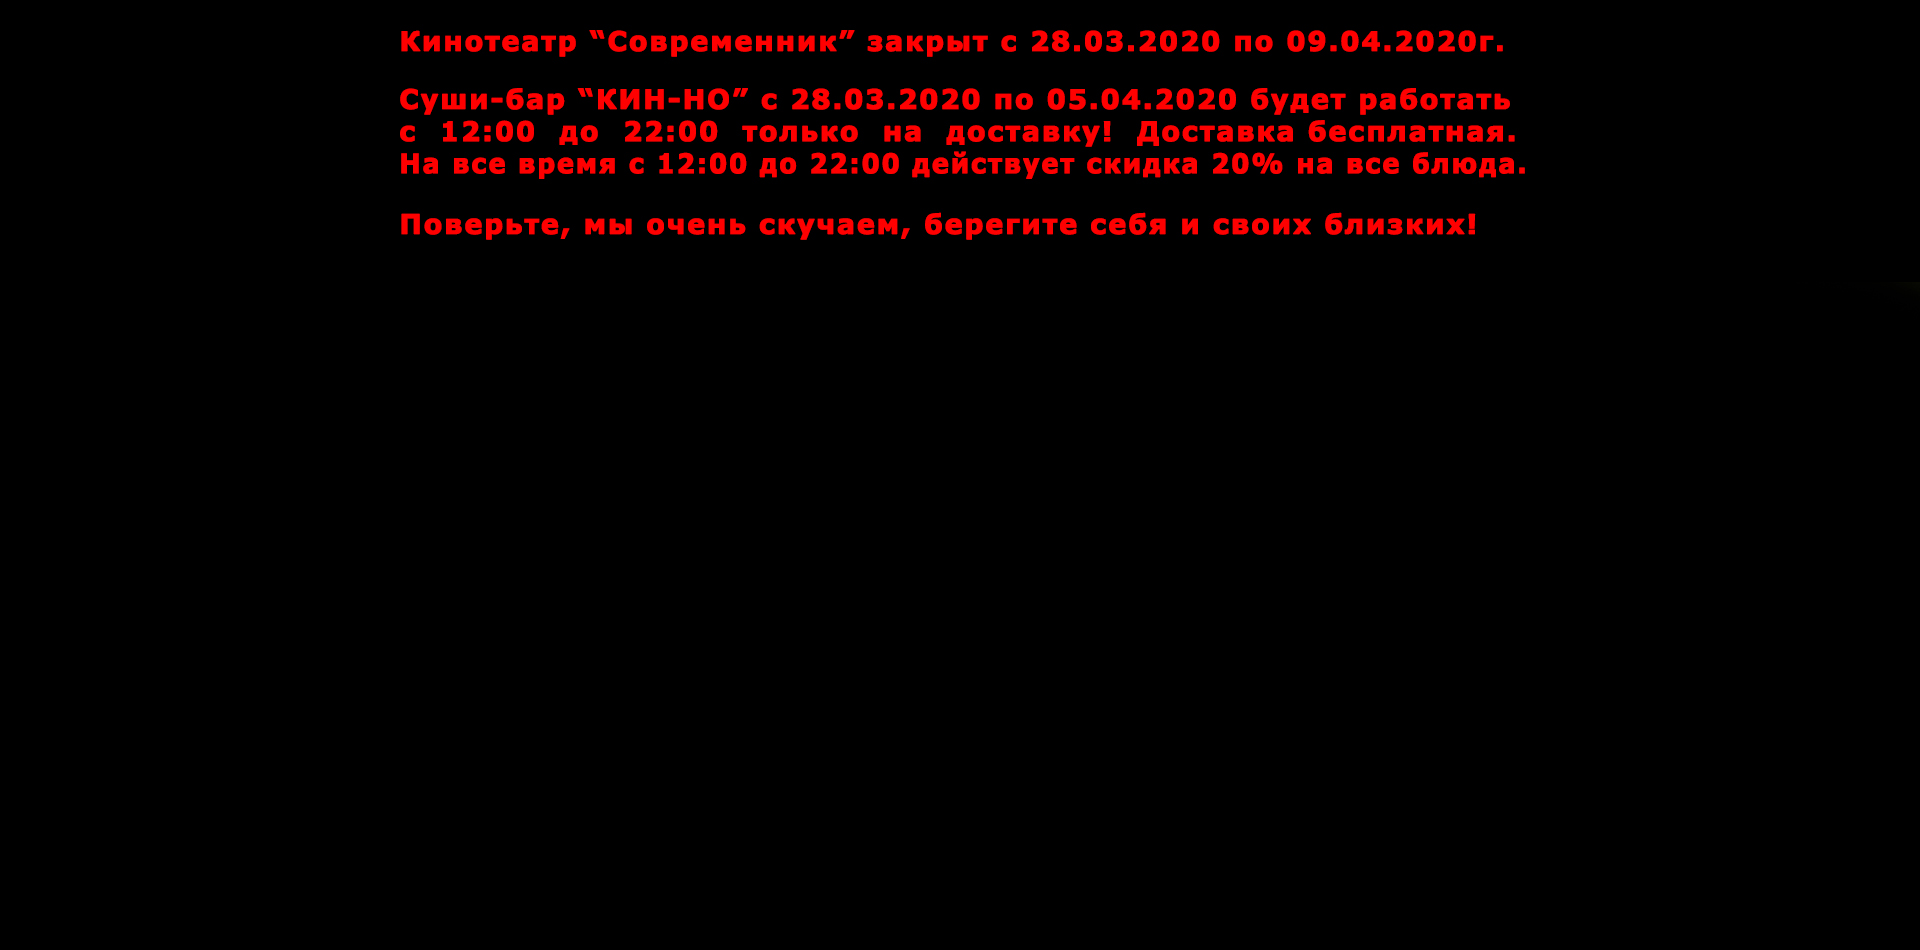 Кинотеатр “Современник” закрыт с 28.03.2020 по 09.04.2020г.
Суши-бар “КИН-НО” с 28.03.2020 по 05.04.2020 будет работать
с 12:00 до 22:00 только на доставку! Доставка бесплатная.
На все время с 12:00 до 22:00 действует скидка 20% на все блюда.
Поверьте, мы очень скучаем, берегите себя и своих близких!